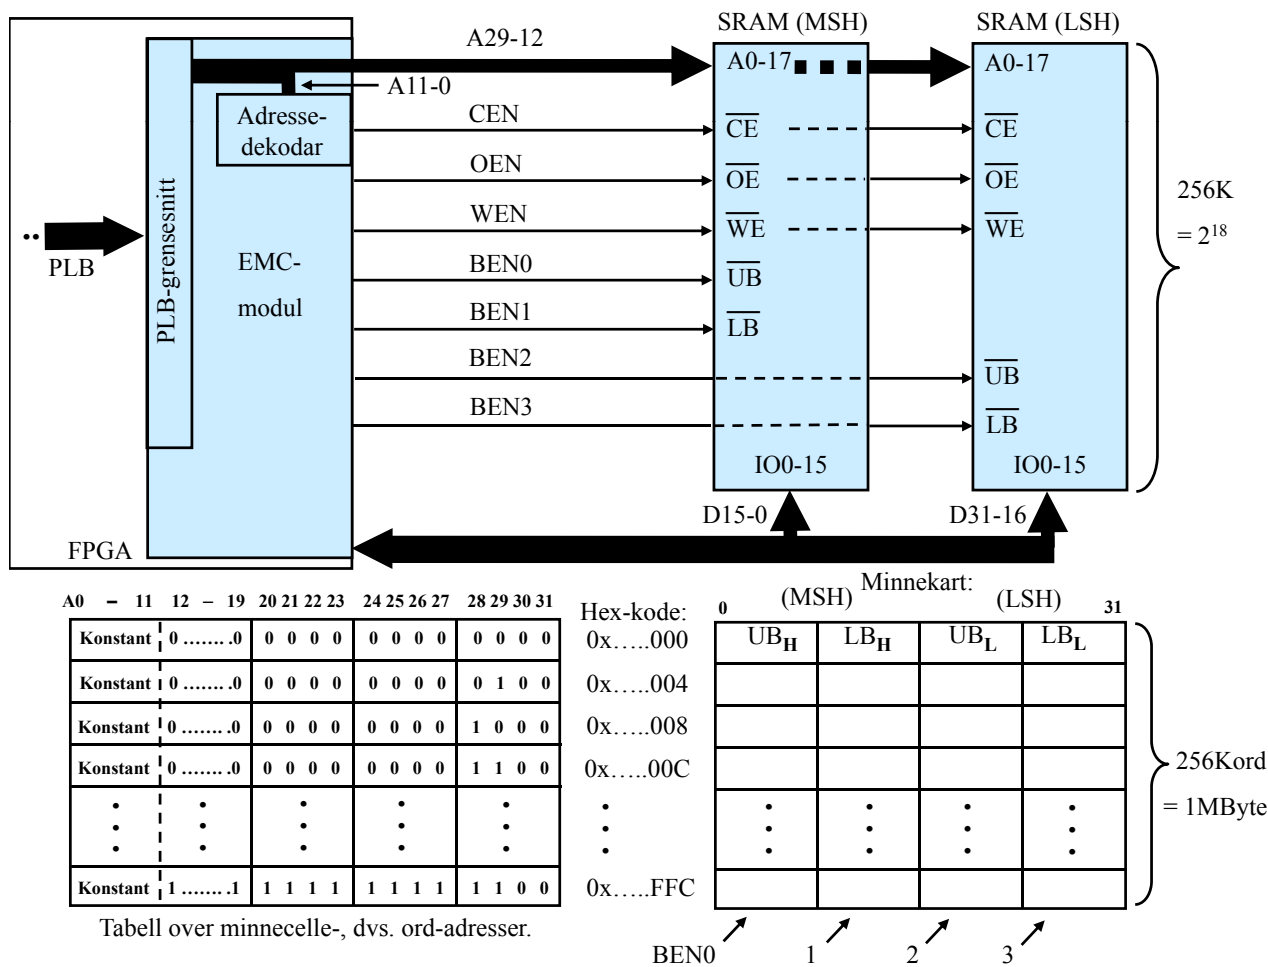 SRAM (MSH)
SRAM (LSH)
A29-12
A0-17
A0-17
A11-0
Adresse-
dekodar
CEN
CE
CE
OEN
OE
OE
WEN
WE
WE
256K
= 2^18
PLB
PLB-grensesnitt
EMC-
modul
BEN0
UB
BEN1
LB
BEN2
UB
BEN3
LB
IO0-15
IO0-15
D15-0
D31-16
FPGA
Minnekart:
A0 – 11 12 – 19 20 21 22 23 24 25 26 27 28 29 30 31
Hex-kode:
0 (MSH) (LSH) 31
Konstant 0 ........ .0 0 0 0 0 0 0 0 0 0 0 0 0 0x…..000
UBH LBH UBL LBL
Konstant 0 ........ .0 0 0 0 0 0 0 0 0 0 1 0 0 0x…..004
Konstant 0 ........ .0 0 0 0 0 0 0 0 0 1 0 0 0 0x…..008
Konstant 0 ........ .0 0 0 0 0 0 0 0 0 1 1 0 0 0x…..00C
256Kord
= 1MByte
Konstant 1 ........ .1 1 1 1 1 1 1 1 1 1 1 0 0 0x…..FFC
Tabell over minnecelle-, dvs. ord-adresser.
BEN0 1 2 3